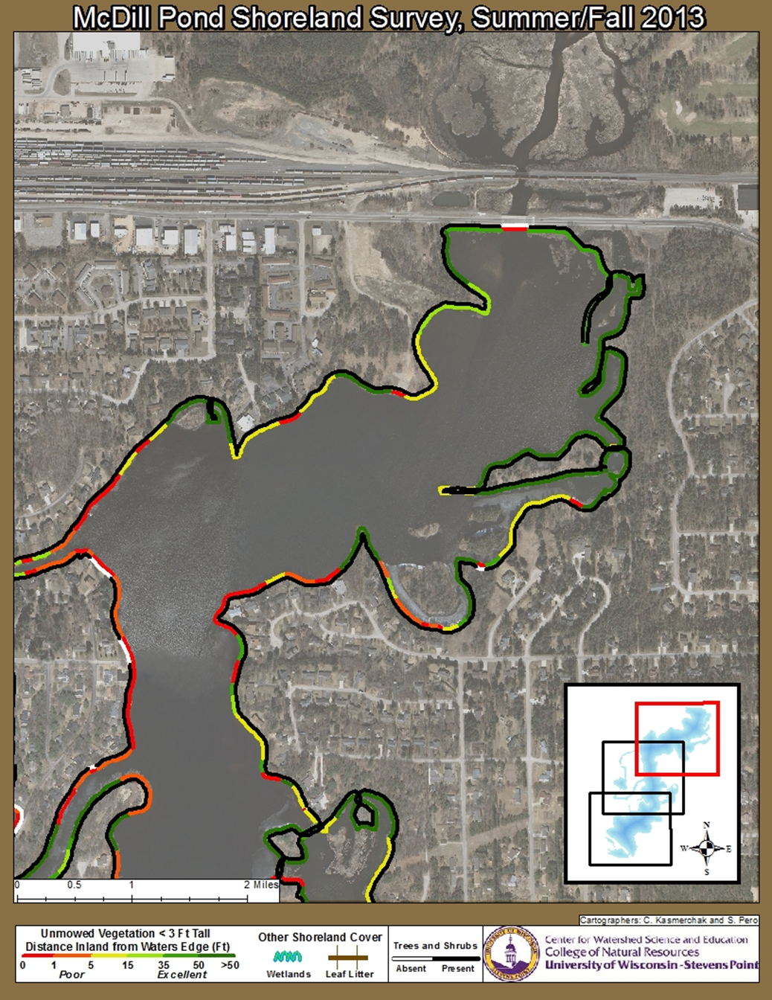 McDill Pond Shoreland Survey, Summer/Fall 2013
N
W E
S
0 0.5 1 2 Miles
Cartographers: C. Kasmerchak and S. Pero
Unmowed Vegetation < 3 Ft Tall
Distance Inland from Waters Edge (Ft)
0 1 5 15 35 50 >50
Poor Excellent
Other Shoreland Cover
Wetlands Leaf Litter
Trees and Shrubs
Absent Present
Center for Watershed Science and Education
College of Natural Resources
University of Wisconsin-Stevens Point